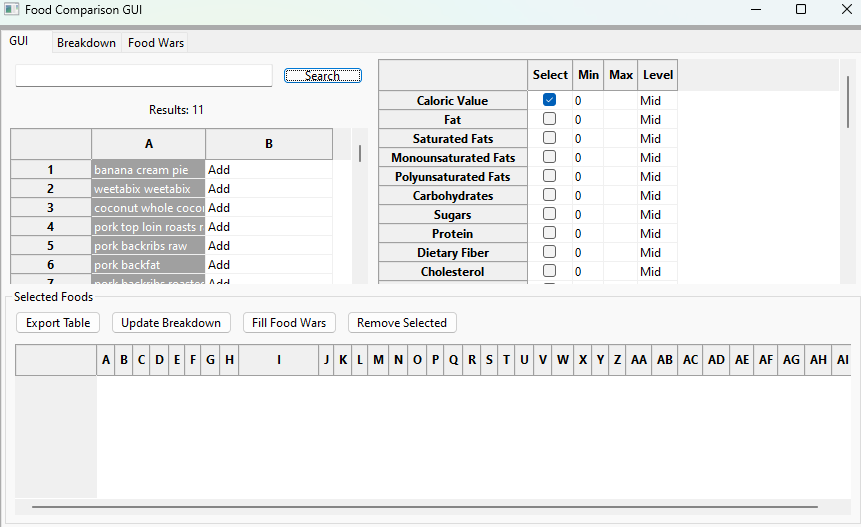 Food Comparison GUI
GUI Breakdown Food Wars
Search
Results: 11
A B
1 banana cream pie Add
2 weetabix weetabix Add
3 coconut whole cocon Add
4 pork top loin roasts r Add
5 pork backribs raw Add
6 pork backfat Add
7 pork backribs roasted Add
Select Min Max Level
Caloric Value 0 Mid
Fat 0 Mid
Saturated Fats 0 Mid
Monounsaturated Fats 0 Mid
Polyunsaturated Fats 0 Mid
Carbohydrates 0 Mid
Sugars 0 Mid
Protein 0 Mid
Dietary Fiber 0 Mid
Cholesterol 0 Mid
Selected Foods
Export Table Update Breakdown Fill Food Wars Remove Selected
A B C D E F G H I J K L M N O P Q R S T U V W X Y Z AA AB AC AD AE AF AG AH AI